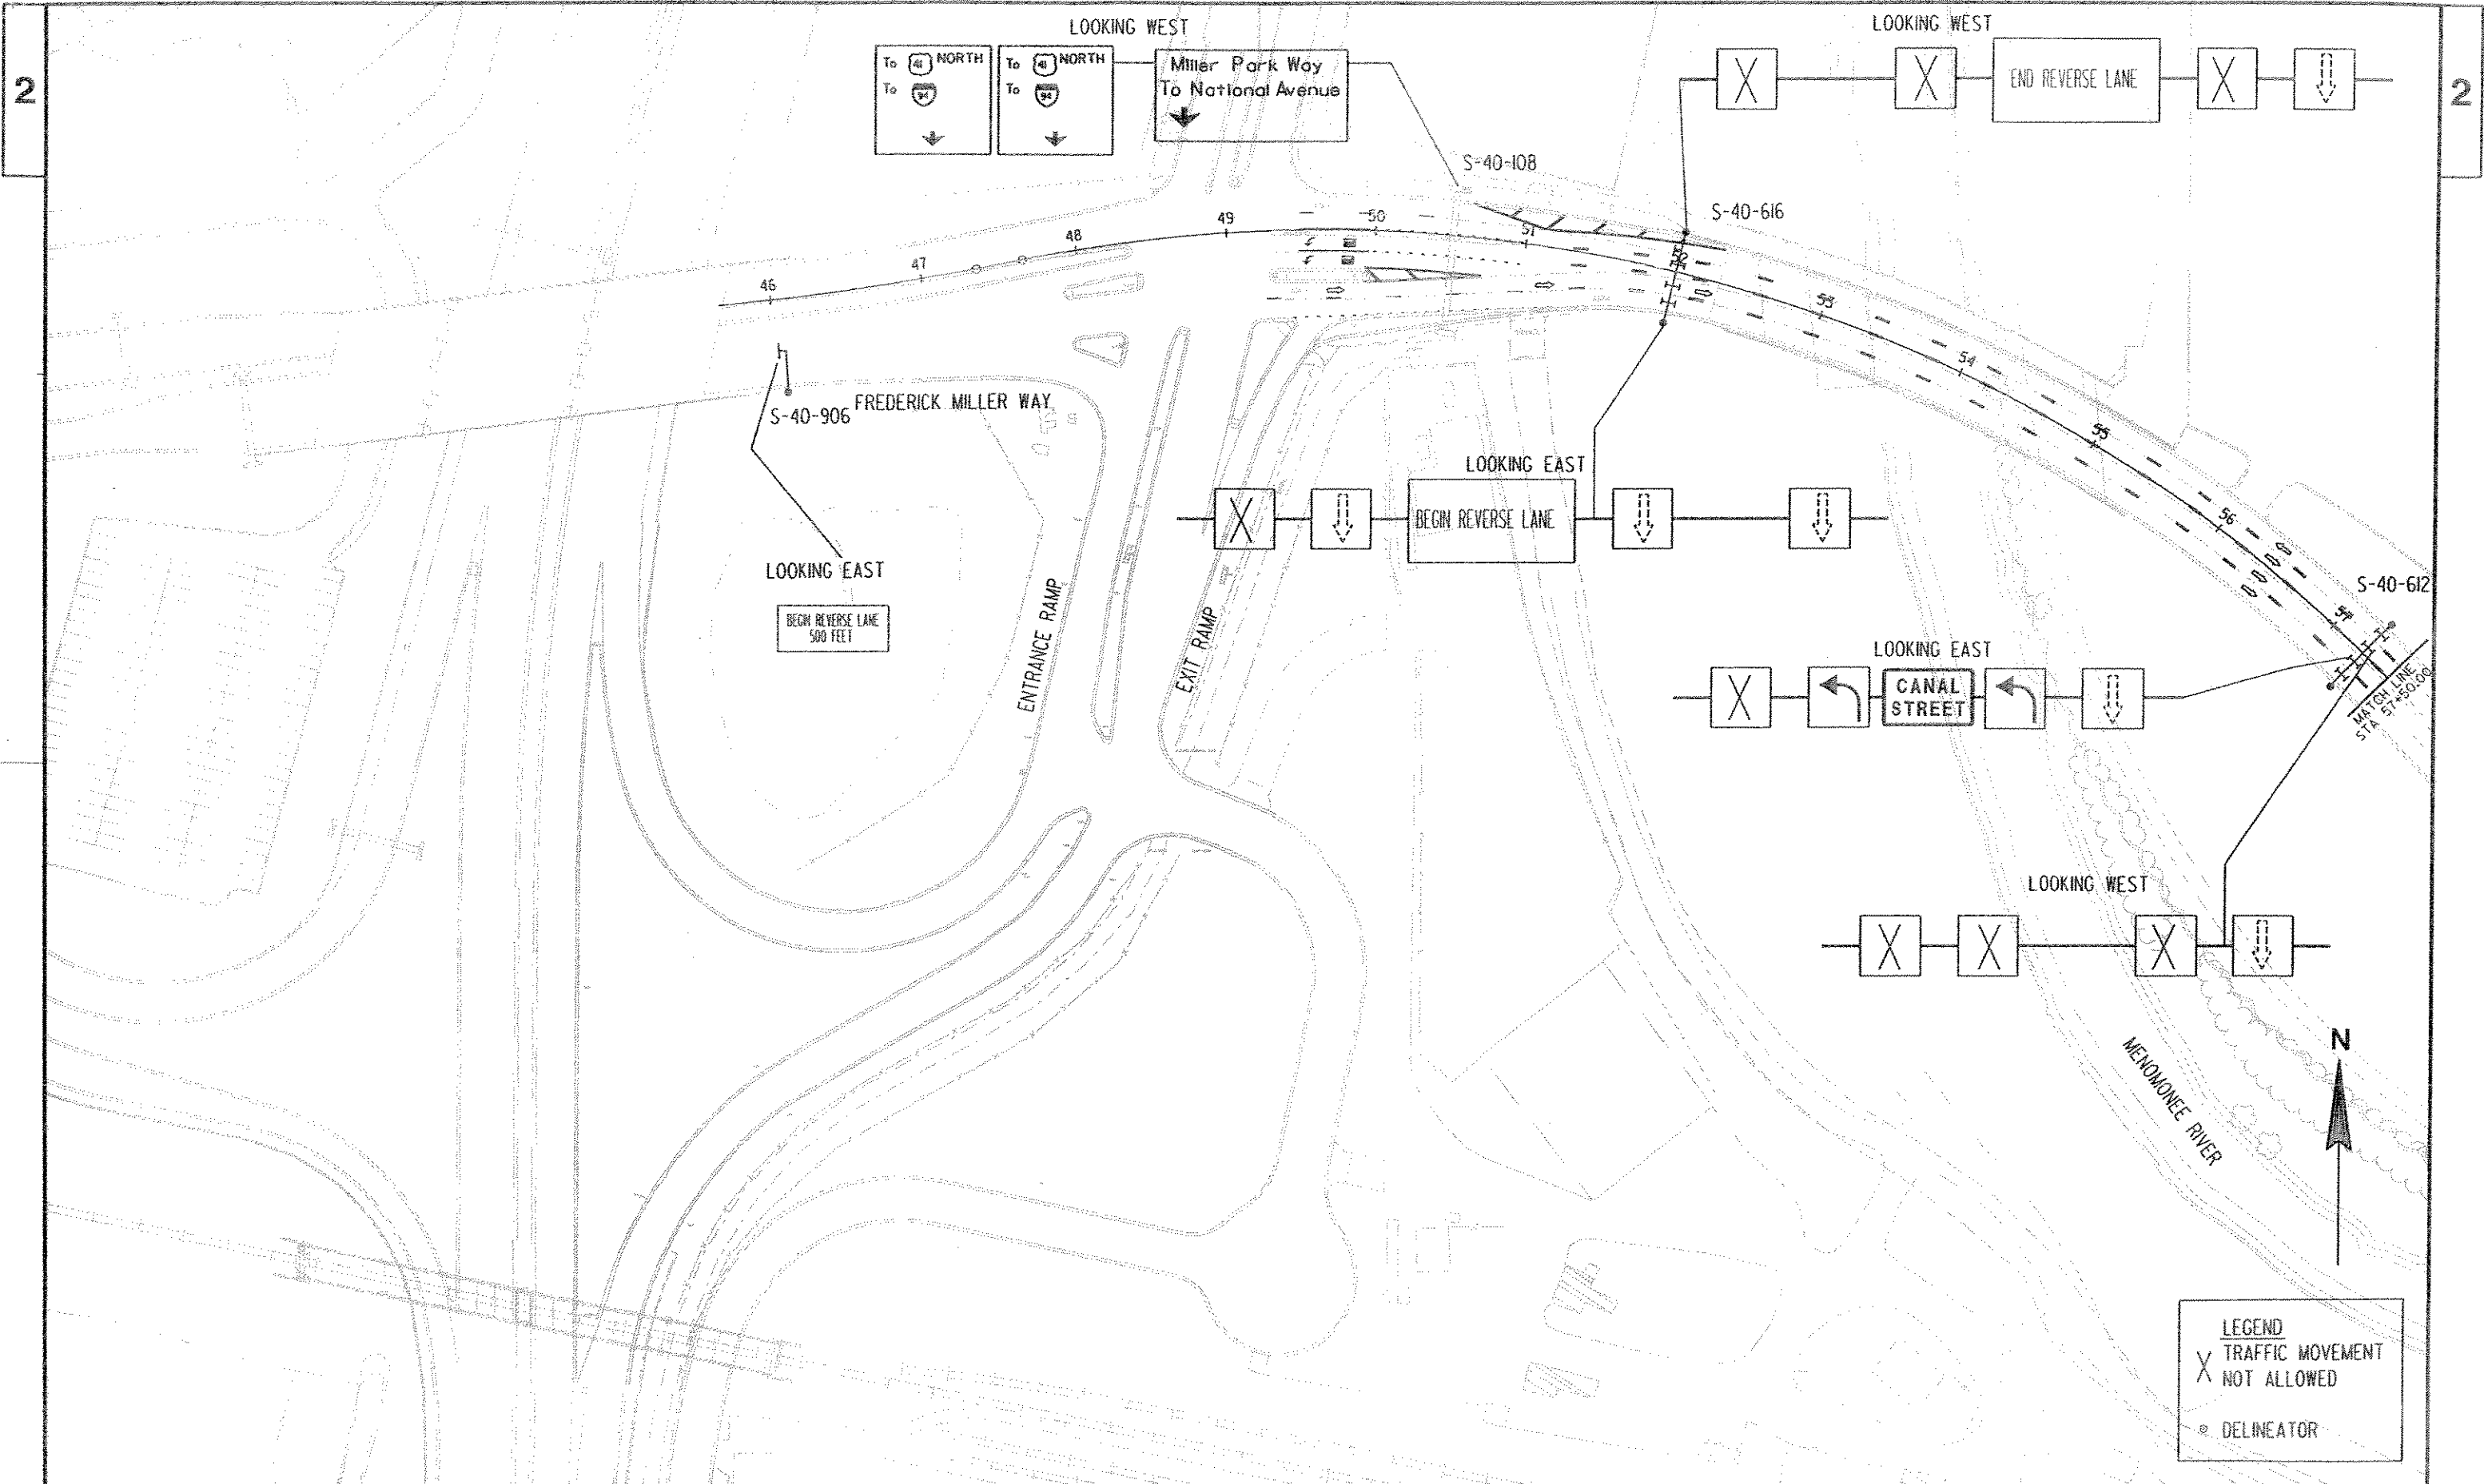 2
LOOKING WEST
To 41 NORTH
To 94
To 41 NORTH
To 94
Miller Park Way
To National Avenue
LOOKING WEST
X
X
END REVERSE LANE
X
2
S-40-108
S-40-616
46
47
48
49
50
51
52
53
54
55
56
57
S-40-906
FREDERICK MILLER WAY
LOOKING EAST
BEGIN REVERSE LANE
500 FEET
ENTRANCE RAMP
EXIT RAMP
LOOKING EAST
X
BEGIN REVERSE LANE
S-40-612
MATCH LINE
STA 57+50.00
LOOKING EAST
X
CANAL
STREET
LOOKING WEST
X
X
X
MENOMONEE RIVER
N
LEGEND
X TRAFFIC MOVEMENT
NOT ALLOWED
DELINEATOR